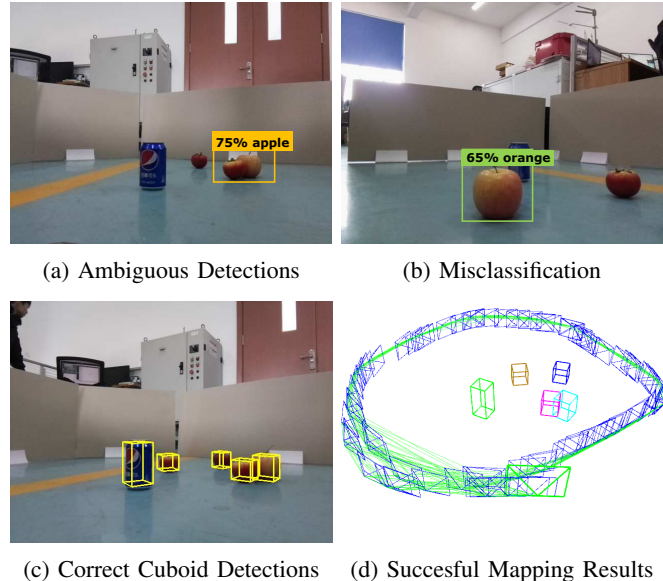 75% apple
65% orange
(a) Ambiguous Detections
(b) Misclassification
(c) Correct Cuboid Detections
(d) Succesful Mapping Results